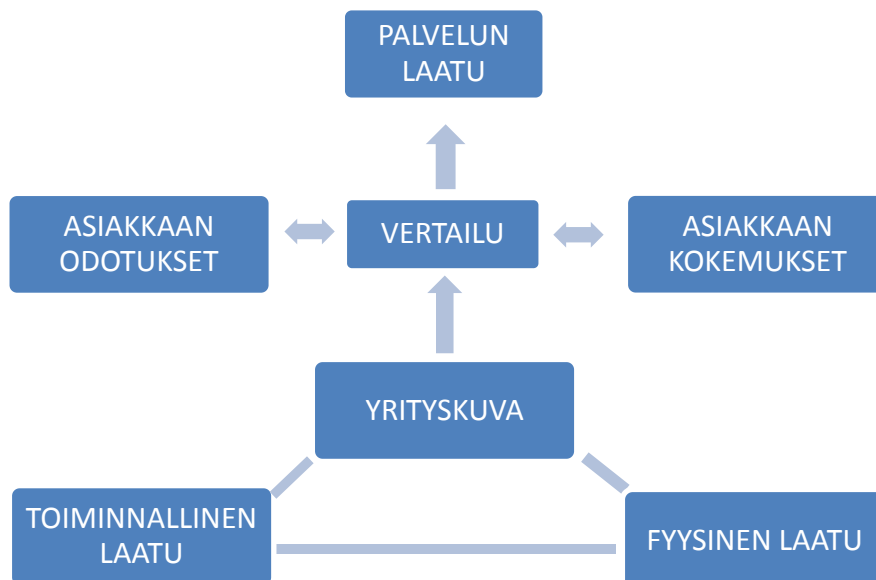 PALVELUN
LAATU
ASIAKKAAN
ODOTUKSET
VERTAILU
ASIAKKAAN
KOKEMUKSET
YRITYSKUVA
TOIMINNALLINEN
LAATU
FYYSINEN LAATU